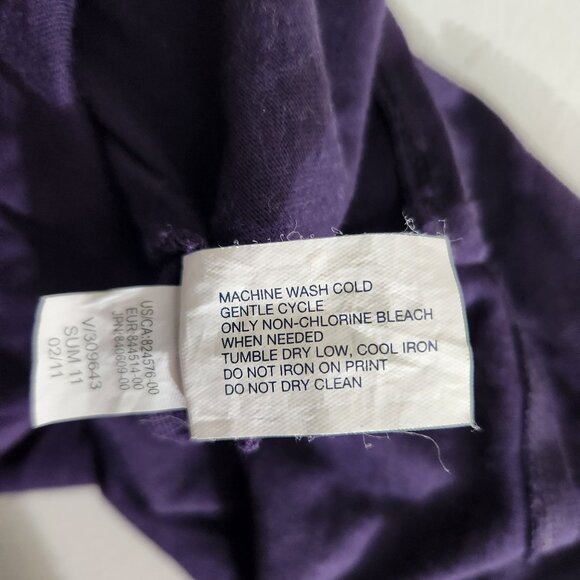 MACHINE WASH COLD
GENTLE CYCLE
ONLY NON-CHLORINE BLEACH
WHEN NEEDED
TUMBLE DRY LOW, COOL IRON
DO NOT IRON ON PRINT
DO NOT DRY CLEAN
US/CA-824576-00
EUR 844514-00
JPN 840609-00
V/309643
SUM 11
02/11